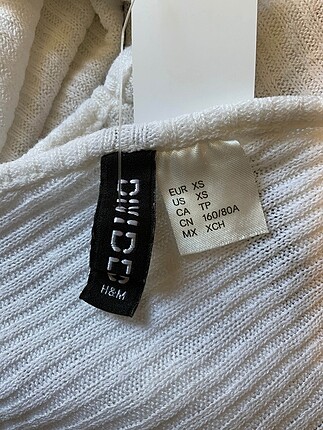 DIVIDED
H&M
EUR XS
US XS
CA TP
CN 160/80A
MX XCH